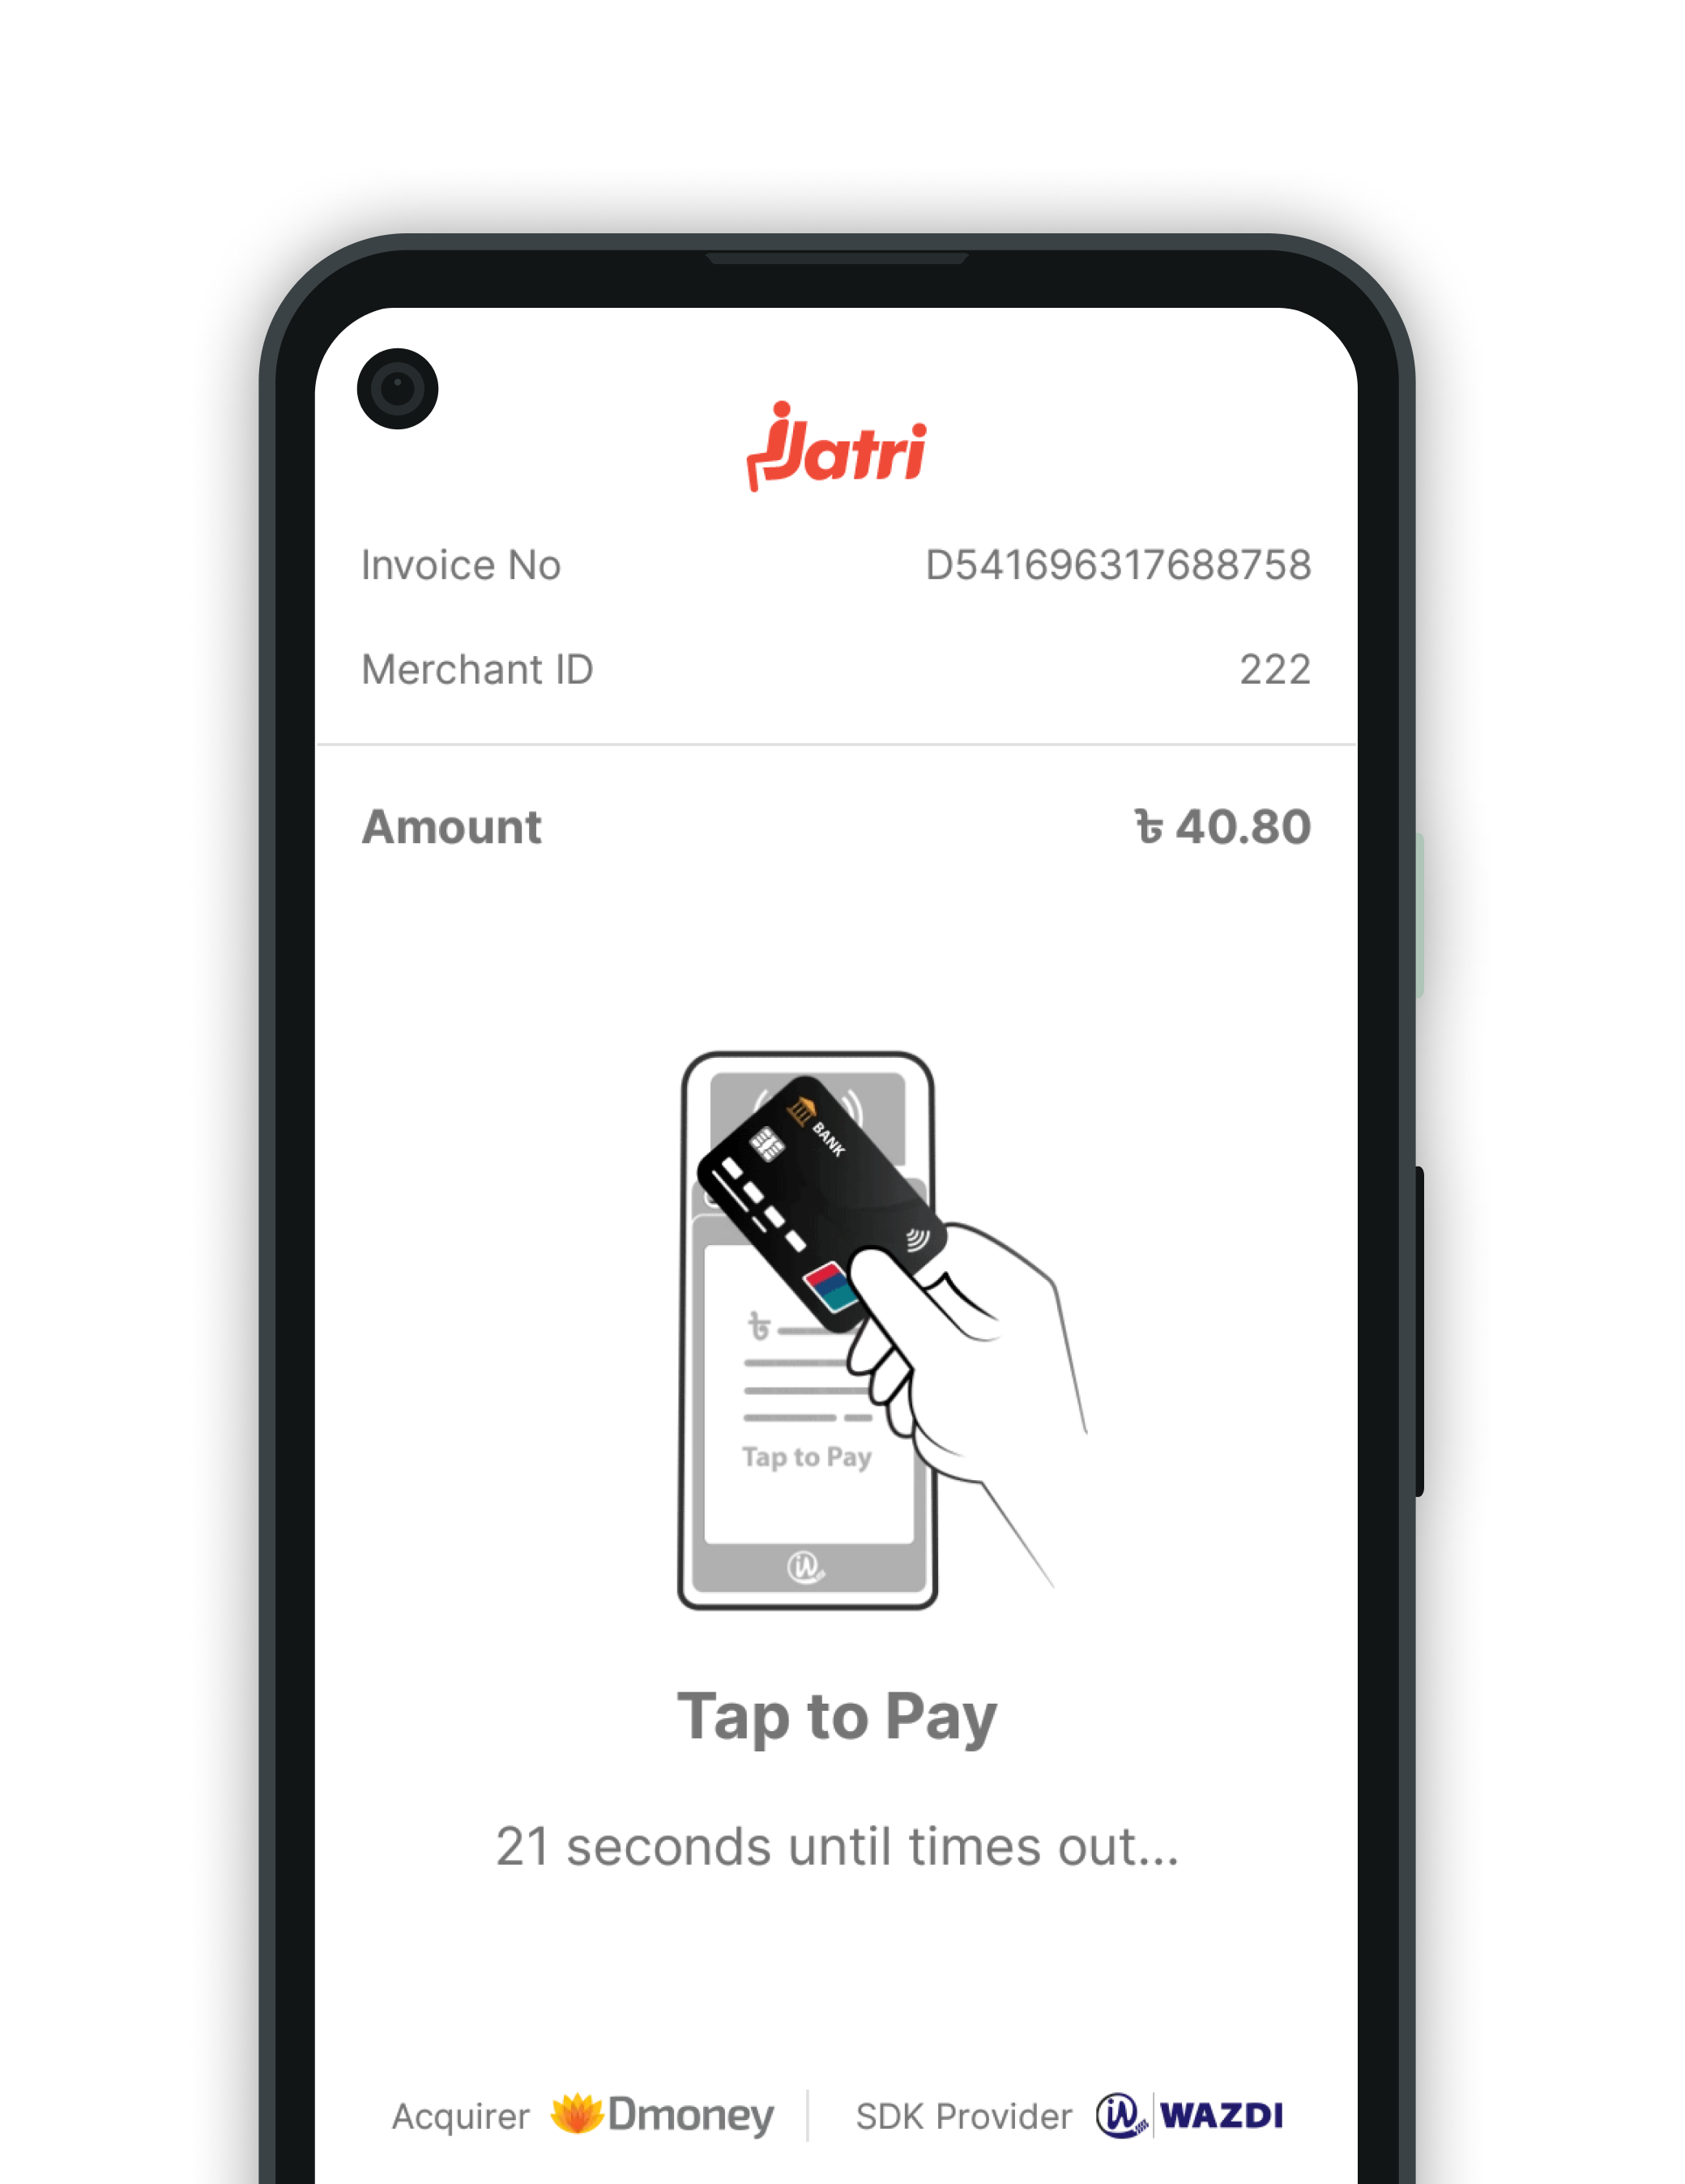 Jatri
Invoice No D541696317688758
Merchant ID 222
Amount ৳ 40.80
BANK
৳
Tap to Pay
Tap to Pay
21 seconds until times out...
Acquirer Dmoney SDK Provider WAZDI